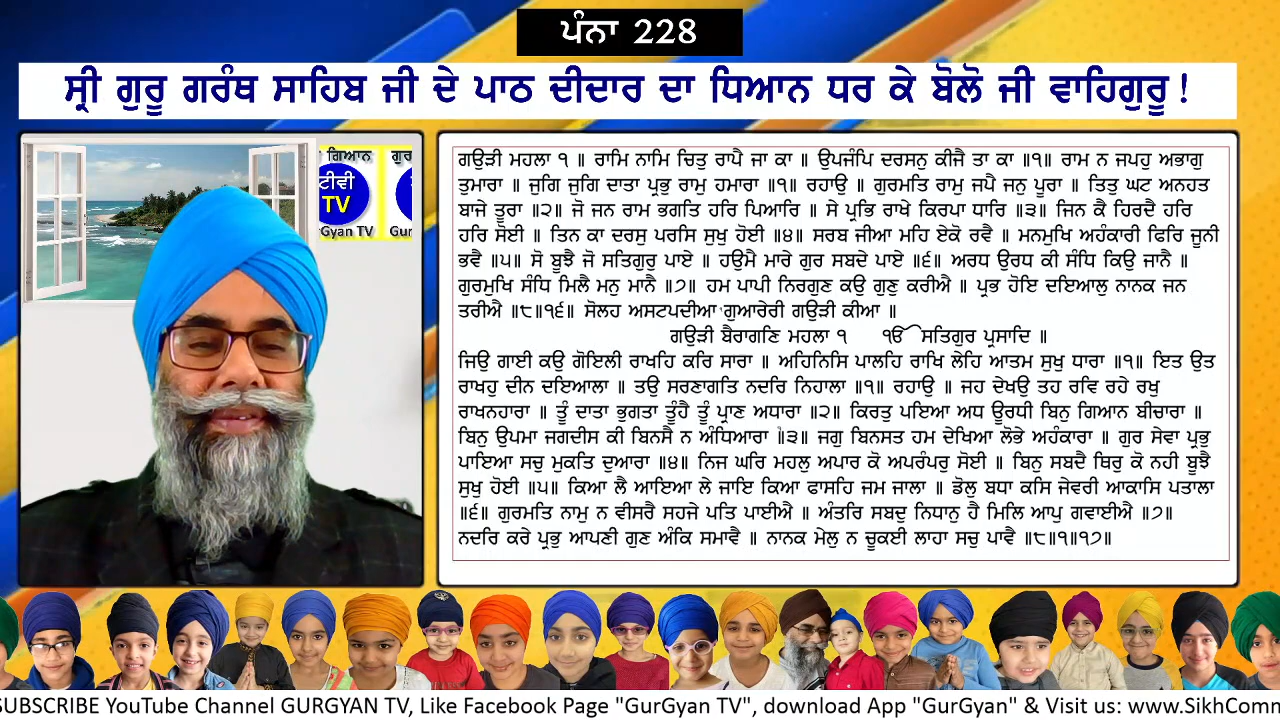 ਪੰਨਾ 228
ਸ੍ਰੀ ਗੁਰੂ ਗਰੰਥ ਸਾਹਿਬ ਜੀ ਦੇ ਪਾਠ ਦੀਦਾਰ ਦਾ ਧਿਆਨ ਧਰ ਕੇ ਬੋਲੋ ਜੀ ਵਾਹਿਗੁਰੂ!
ਗਿਆਨ
ਗੁਰ
ਟੀਵੀ
TV
Gyan TV
Gur
ਗਉੜੀ ਮਹਲਾ ੧ ॥ ਰਾਮਿ ਨਾਮਿ ਚਿਤੁ ਰਾਪੈ ਜਾ ਕਾ ॥ ਉਪਜੰਪਿ ਦਰਸਨੁ ਕੀਜੈ ਤਾ ਕਾ ॥੧॥ ਰਾਮ ਨ ਜਪਹੁ ਅਭਾਗੁ
ਤੁਮਾਰਾ ॥ ਜੁਗਿ ਜੁਗਿ ਦਾਤਾ ਪ੍ਰਭੁ ਰਾਮੁ ਹਮਾਰਾ ॥੧॥ ਰਹਾਉ ॥ ਗੁਰਮਤਿ ਰਾਮੁ ਜਪੈ ਜਨੁ ਪੂਰਾ ॥ ਤਿਤੁ ਘਟ ਅਨਹਤ
ਬਾਜੇ ਤੂਰਾ ॥੨॥ ਜੋ ਜਨ ਰਾਮ ਭਗਤਿ ਹਰਿ ਪਿਆਰਿ ॥ ਸੇ ਪ੍ਰਭਿ ਰਾਖੇ ਕਿਰਪਾ ਧਾਰਿ ॥੩॥ ਜਿਨ ਕੈ ਹਿਰਦੈ ਹਰਿ
ਹਰਿ ਸੋਈ ॥ ਤਿਨ ਕਾ ਦਰਸੁ ਪਰਸਿ ਸੁਖੁ ਹੋਈ ॥੪॥ ਸਰਬ ਜੀਆ ਮਹਿ ਏਕੋ ਰਵੈ ॥ ਮਨਮੁਖਿ ਅਹੰਕਾਰੀ ਫਿਰਿ ਜੂਨੀ
ਭਵੈ ॥੫॥ ਸੋ ਬੂਝੈ ਜੋ ਸਤਿਗੁਰੁ ਪਾਏ ॥ ਹਉਮੈ ਮਾਰੇ ਗੁਰ ਸਬਦੇ ਪਾਏ ॥੬॥ ਅਰਧ ਉਰਧ ਕੀ ਸੰਧਿ ਕਿਉ ਜਾਨੈ ॥
ਗੁਰਮੁਖਿ ਸੰਧਿ ਮਿਲੈ ਮਨੁ ਮਾਨੈ ॥੭॥ ਹਮ ਪਾਪੀ ਨਿਰਗੁਣ ਕਉ ਗੁਣੁ ਕਰੀਐ ॥ ਪ੍ਰਭ ਹੋਇ ਦਇਆਲੁ ਨਾਨਕ ਜਨ
ਤਰੀਐ ॥੮॥੧੬॥ ਸੋਲਹ ਅਸਟਪਦੀਆ ਗੁਆਰੇਰੀ ਗਉੜੀ ਕੀਆ ॥
ਗਉੜੀ ਬੈਰਾਗਣਿ ਮਹਲਾ ੧ ੴ ਸਤਿਗੁਰ ਪ੍ਰਸਾਦਿ ॥
ਜਿਉ ਗਾਈ ਕਉ ਗੋਇਲੀ ਰਾਖਹਿ ਕਰਿ ਸਾਰਾ ॥ ਅਹਿਨਿਸਿ ਪਾਲਹਿ ਰਾਖਿ ਲੇਹਿ ਆਤਮ ਸੁਖੁ ਧਾਰਾ ॥੧॥ ਇਤ ਉਤ
ਰਾਖਹੁ ਦੀਨ ਦਇਆਲਾ ॥ ਤਉ ਸਰਣਾਗਤਿ ਨਦਰਿ ਨਿਹਾਲਾ ॥੧॥ ਰਹਾਉ ॥ ਜਹ ਦੇਖਉ ਤਹ ਰਵਿ ਰਹੇ ਰਖੁ
ਰਾਖਨਹਾਰਾ ॥ ਤੂੰ ਦਾਤਾ ਭੁਗਤਾ ਤੂੰਹੈ ਤੂੰ ਪ੍ਰਾਣ ਅਧਾਰਾ ॥੨॥ ਕਿਰਤੁ ਪਇਆ ਅਧ ਊਰਧੀ ਬਿਨੁ ਗਿਆਨ ਬੀਚਾਰਾ ॥
ਬਿਨੁ ਉਪਮਾ ਜਗਦੀਸ ਕੀ ਬਿਨਸੈ ਨ ਅੰਧਿਆਰਾ ॥੩॥ ਜਗੁ ਬਿਨਸਤ ਹਮ ਦੇਖਿਆ ਲੋਭੇ ਅਹੰਕਾਰਾ ॥ ਗੁਰ ਸੇਵਾ ਪ੍ਰਭੁ
ਪਾਇਆ ਸਚੁ ਮੁਕਤਿ ਦੁਆਰਾ ॥੪॥ ਨਿਜ ਘਰਿ ਮਹਲੁ ਅਪਾਰ ਕੋ ਅਪਰੰਪਰੁ ਸੋਈ ॥ ਬਿਨੁ ਸਬਦੈ ਥਿਰੁ ਕੋ ਨਹੀ ਬੂਝੈ
ਸੁਖੁ ਹੋਈ ॥੫॥ ਕਿਆ ਲੈ ਆਇਆ ਲੇ ਜਾਇ ਕਿਆ ਫਾਸਹਿ ਜਮ ਜਾਲਾ ॥ ਡੋਲੁ ਬਧਾ ਕਸਿ ਜੇਵਰੀ ਆਕਾਸਿ ਪਤਾਲਾ
॥੬॥ ਗੁਰਮਤਿ ਨਾਮੁ ਨ ਵੀਸਰੈ ਸਹਜੇ ਪਤਿ ਪਾਈਐ ॥ ਅੰਤਰਿ ਸਬਦੁ ਨਿਧਾਨੁ ਹੈ ਮਿਲਿ ਆਪੁ ਗਵਾਈਐ ॥੭॥
ਨਦਰਿ ਕਰੇ ਪ੍ਰਭੁ ਆਪਣੀ ਗੁਣ ਅੰਕਿ ਸਮਾਵੈ ॥ ਨਾਨਕ ਮੇਲੁ ਨ ਚੂਕਈ ਲਾਹਾ ਸਚੁ ਪਾਵੈ ॥੮॥੧॥੧੭॥
SUBSCRIBE YouTube Channel GURGYAN TV, Like Facebook Page "GurGyan TV", download App "GurGyan" & Visit us: www.SikhComm